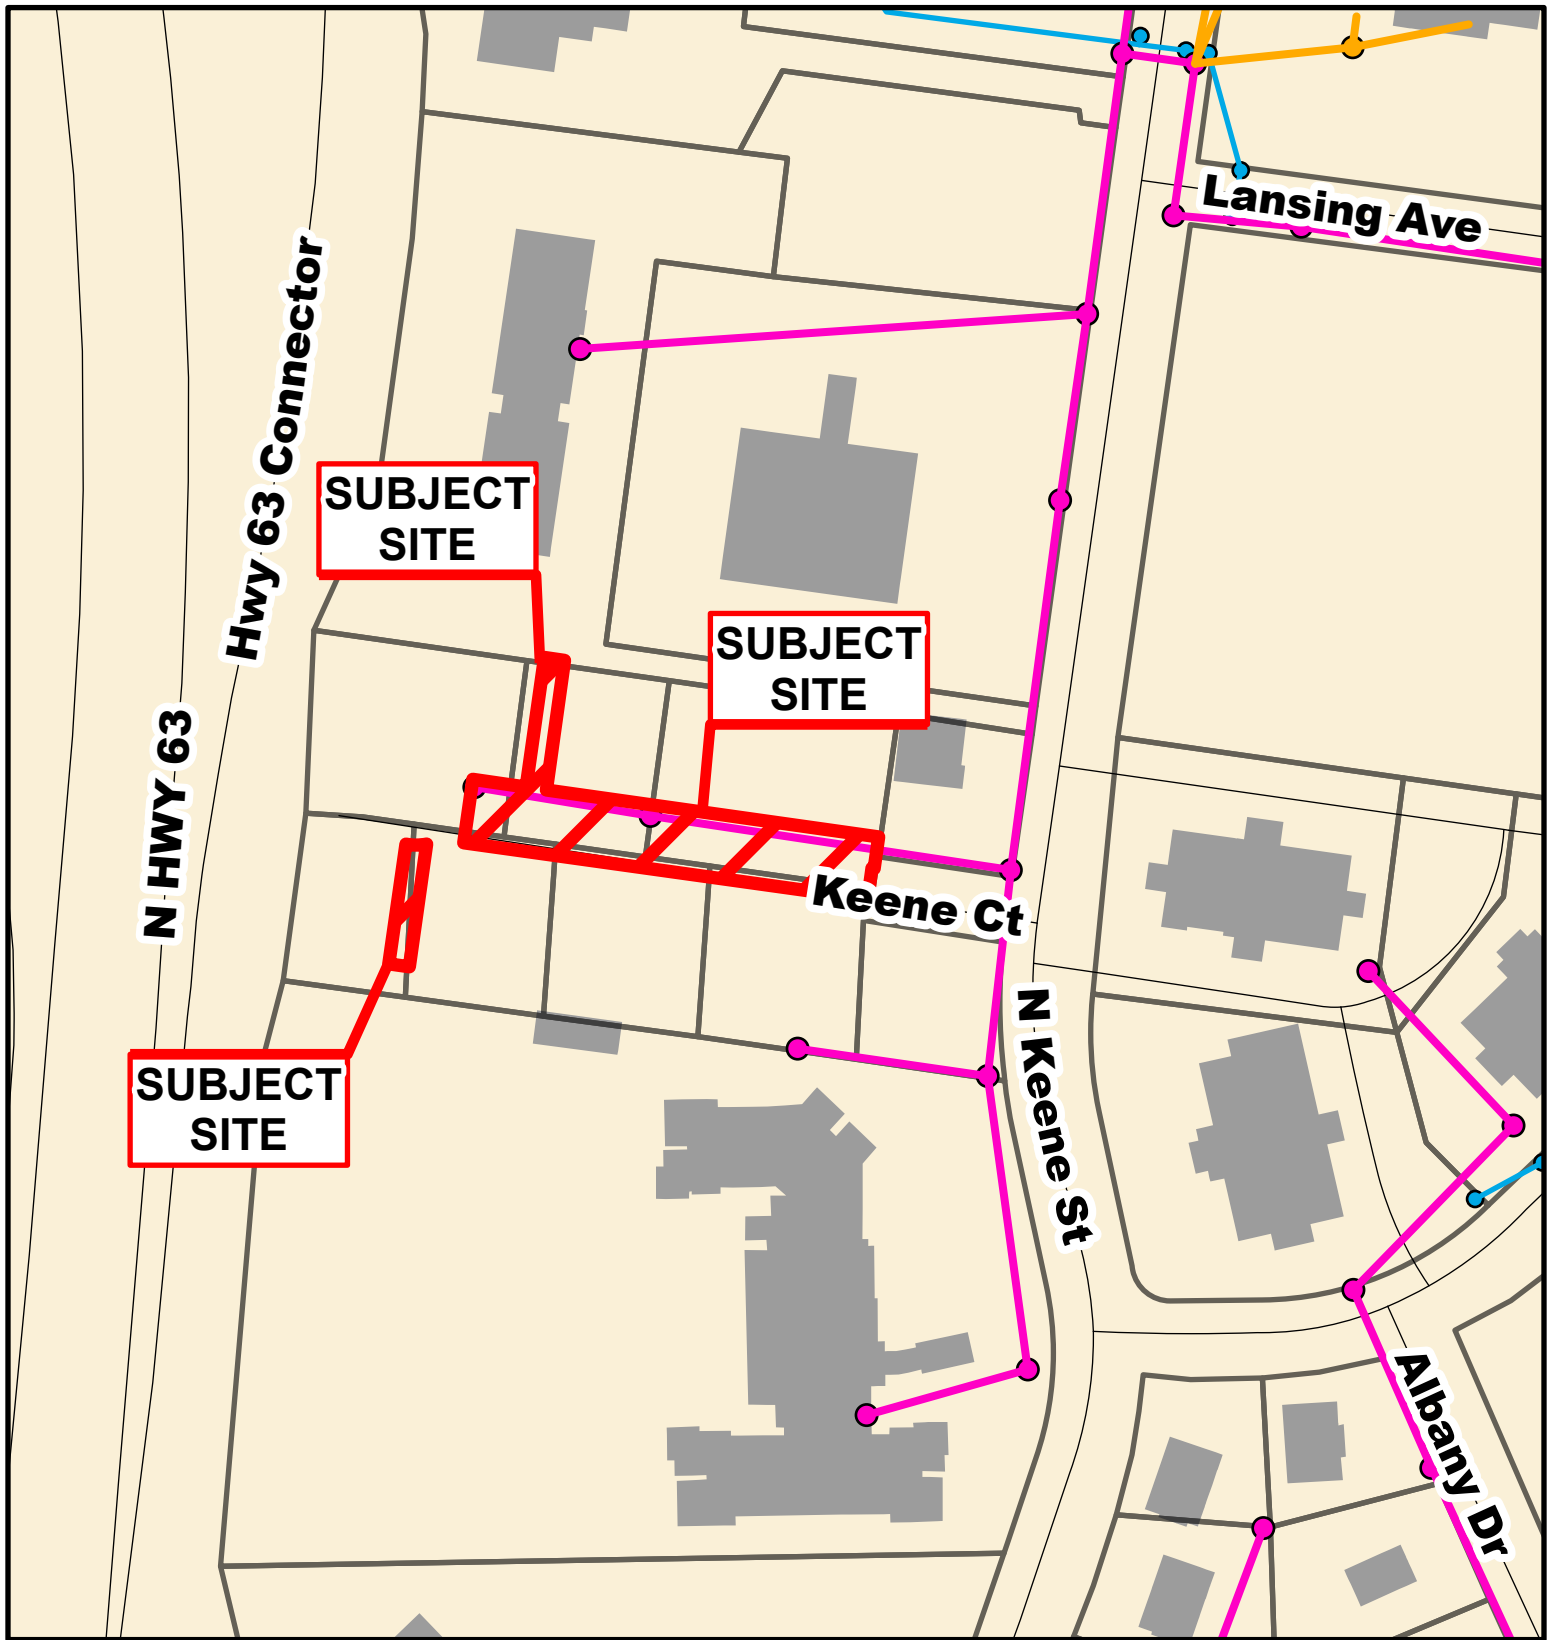 Lansing Ave
Hwy 63 Connector
SUBJECT
SITE
SUBJECT
SITE
N HWY 63
Keene Ct
N Keene St
SUBJECT
SITE
Albany Dr